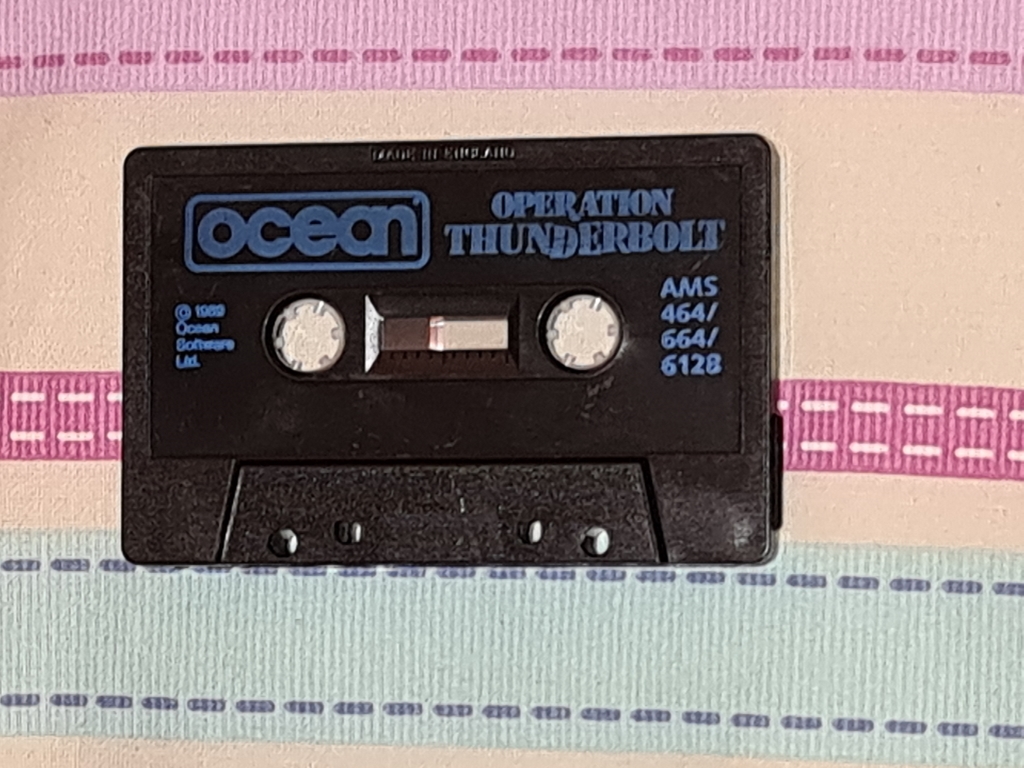 MADE IN ENGLAND
ocean
OPERATION
THUNDERBOLT
© 1989
Ocean
Software
Ltd.
AMS
464/
664/
6128